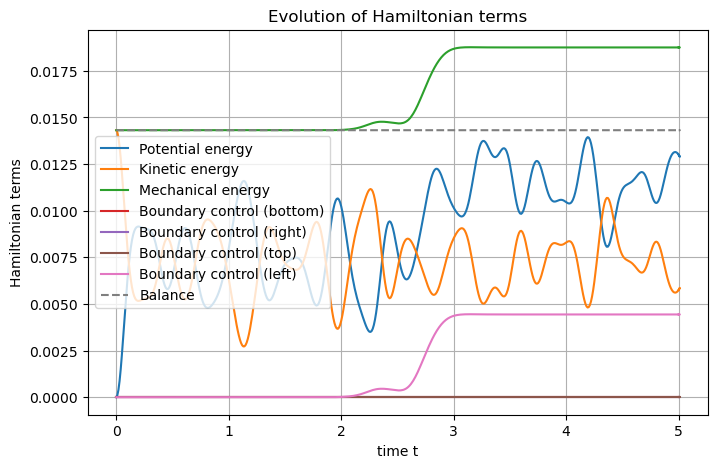 Evolution of Hamiltonian terms
Hamiltonian terms
0.0175
0.0150
0.0125
0.0100
0.0075
0.0050
0.0025
0.0000
Potential energy
Kinetic energy
Mechanical energy
Boundary control (bottom)
Boundary control (right)
Boundary control (top)
Boundary control (left)
Balance
0 1 2 3 4 5
time t